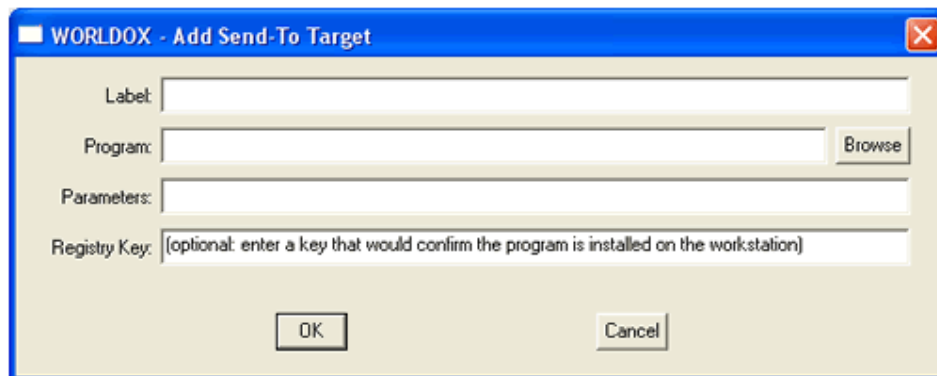 WORLDOX - Add Send-To Target
Label:
Program: Browse
Parameters:
Registry Key: (optional: enter a key that would confirm the program is installed on the workstation)
OK Cancel